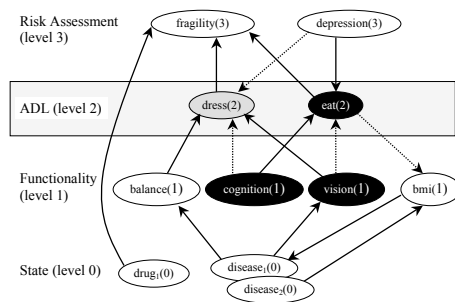 Risk Assessment
(level 3)
fragility(3)
depression(3)
ADL (level 2)
dress(2)
eat(2)
Functionality
(level 1)
balance(1)
cognition(1)
vision(1)
bmi(1)
State (level 0)
drug₁(0)
disease₁(0)
disease₂(0)